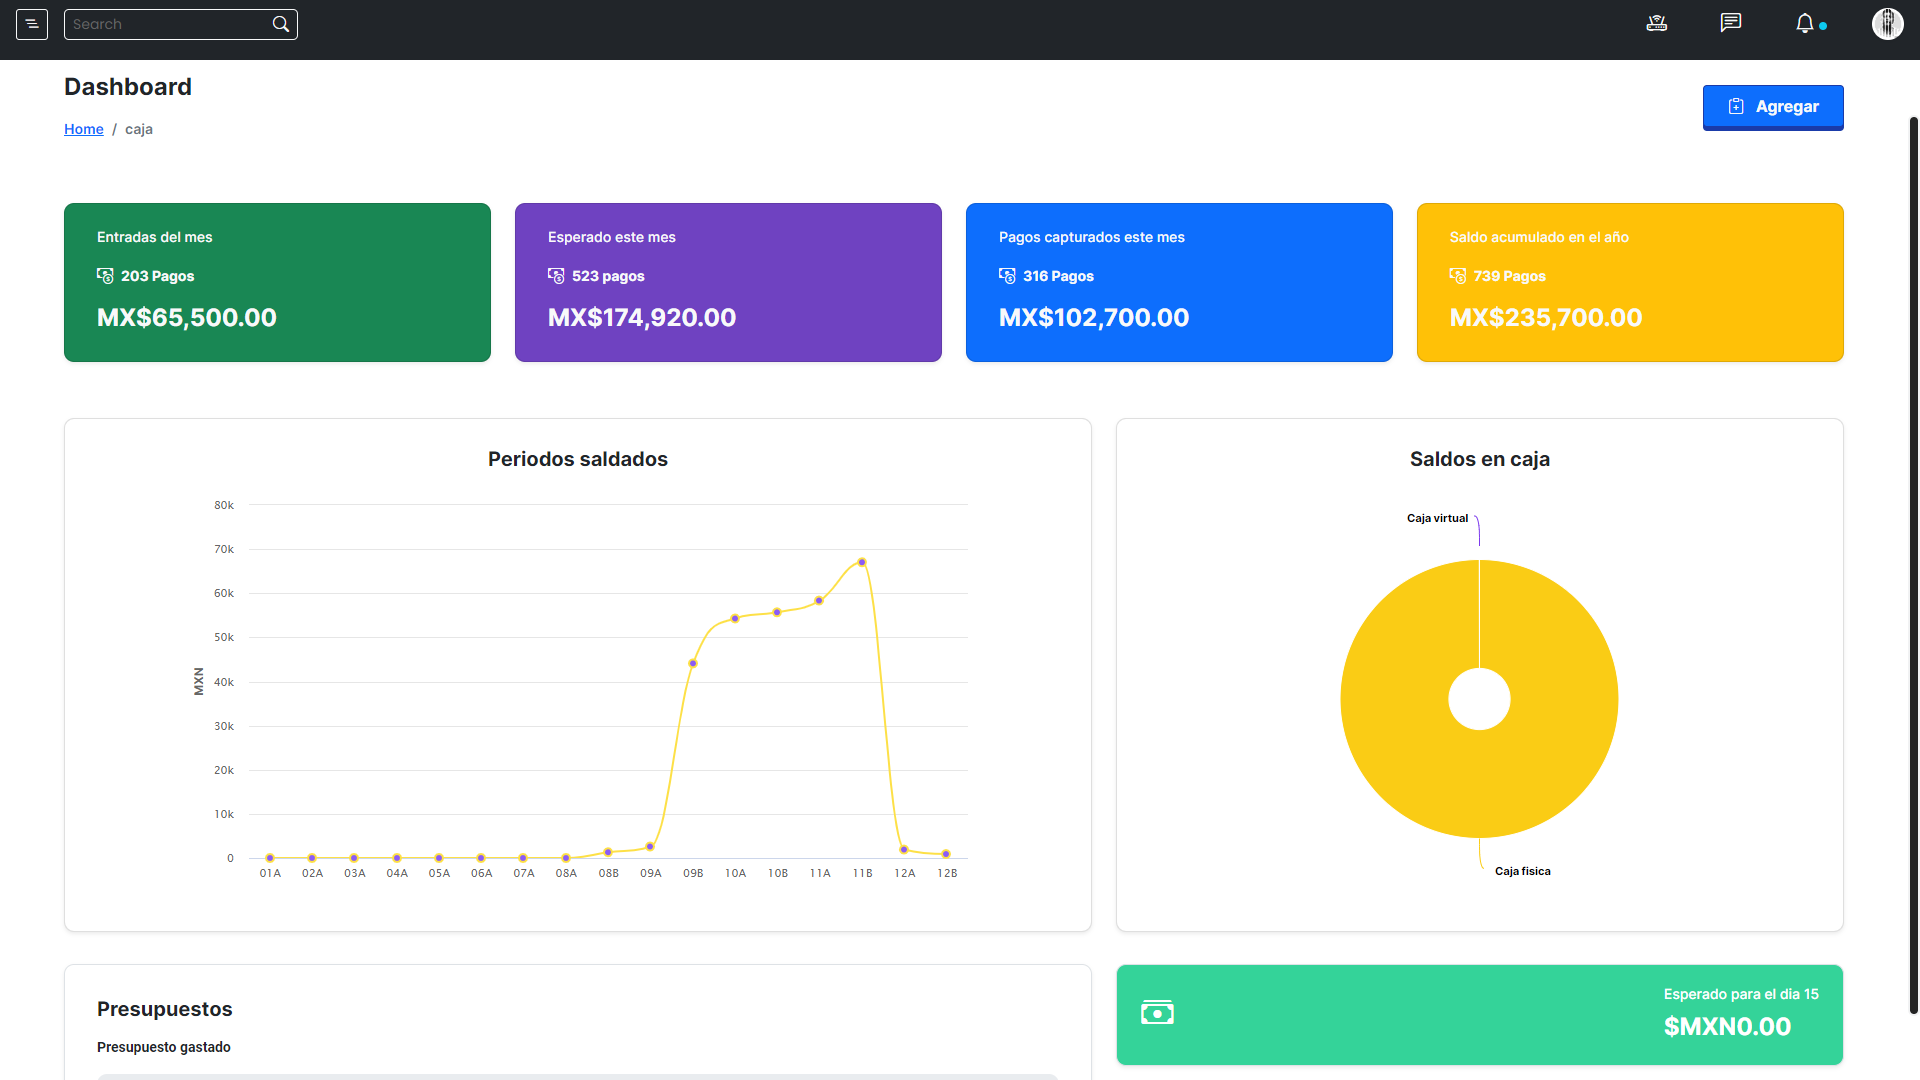 Search
Dashboard
Home / caja
Agregar
Entradas del mes
203 Pagos
MX$65,500.00
Esperado este mes
523 pagos
MX$174,920.00
Pagos capturados este mes
316 Pagos
MX$102,700.00
Saldo acumulado en el año
739 Pagos
MX$235,700.00
Periodos saldados
80k
70k
60k
50k
40k
30k
20k
10k
0
MXN
01A 02A 03A 04A 05A 06A 07A 08A 08B 09A 09B 10A 10B 11A 11B 12A 12B
Saldos en caja
Caja virtual
Caja fisica
Presupuestos
Presupuesto gastado
Esperado para el dia 15
$MXN0.00